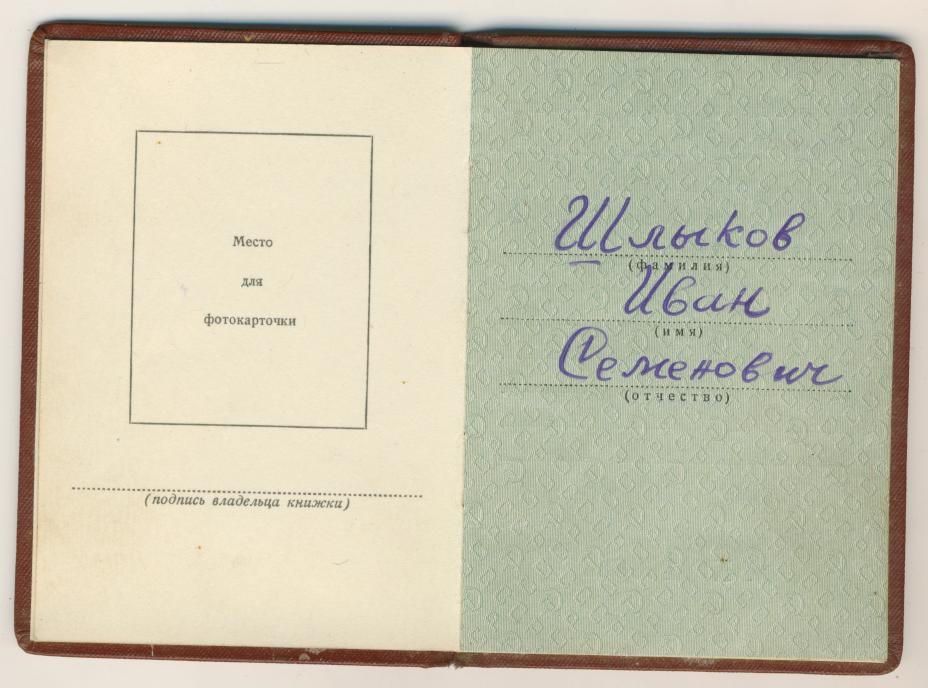 Место
для
фотокарточки
(подпись владельца книжки)
Шлыков
(фамилия)
Иван
(имя)
Семенович
(отчество)